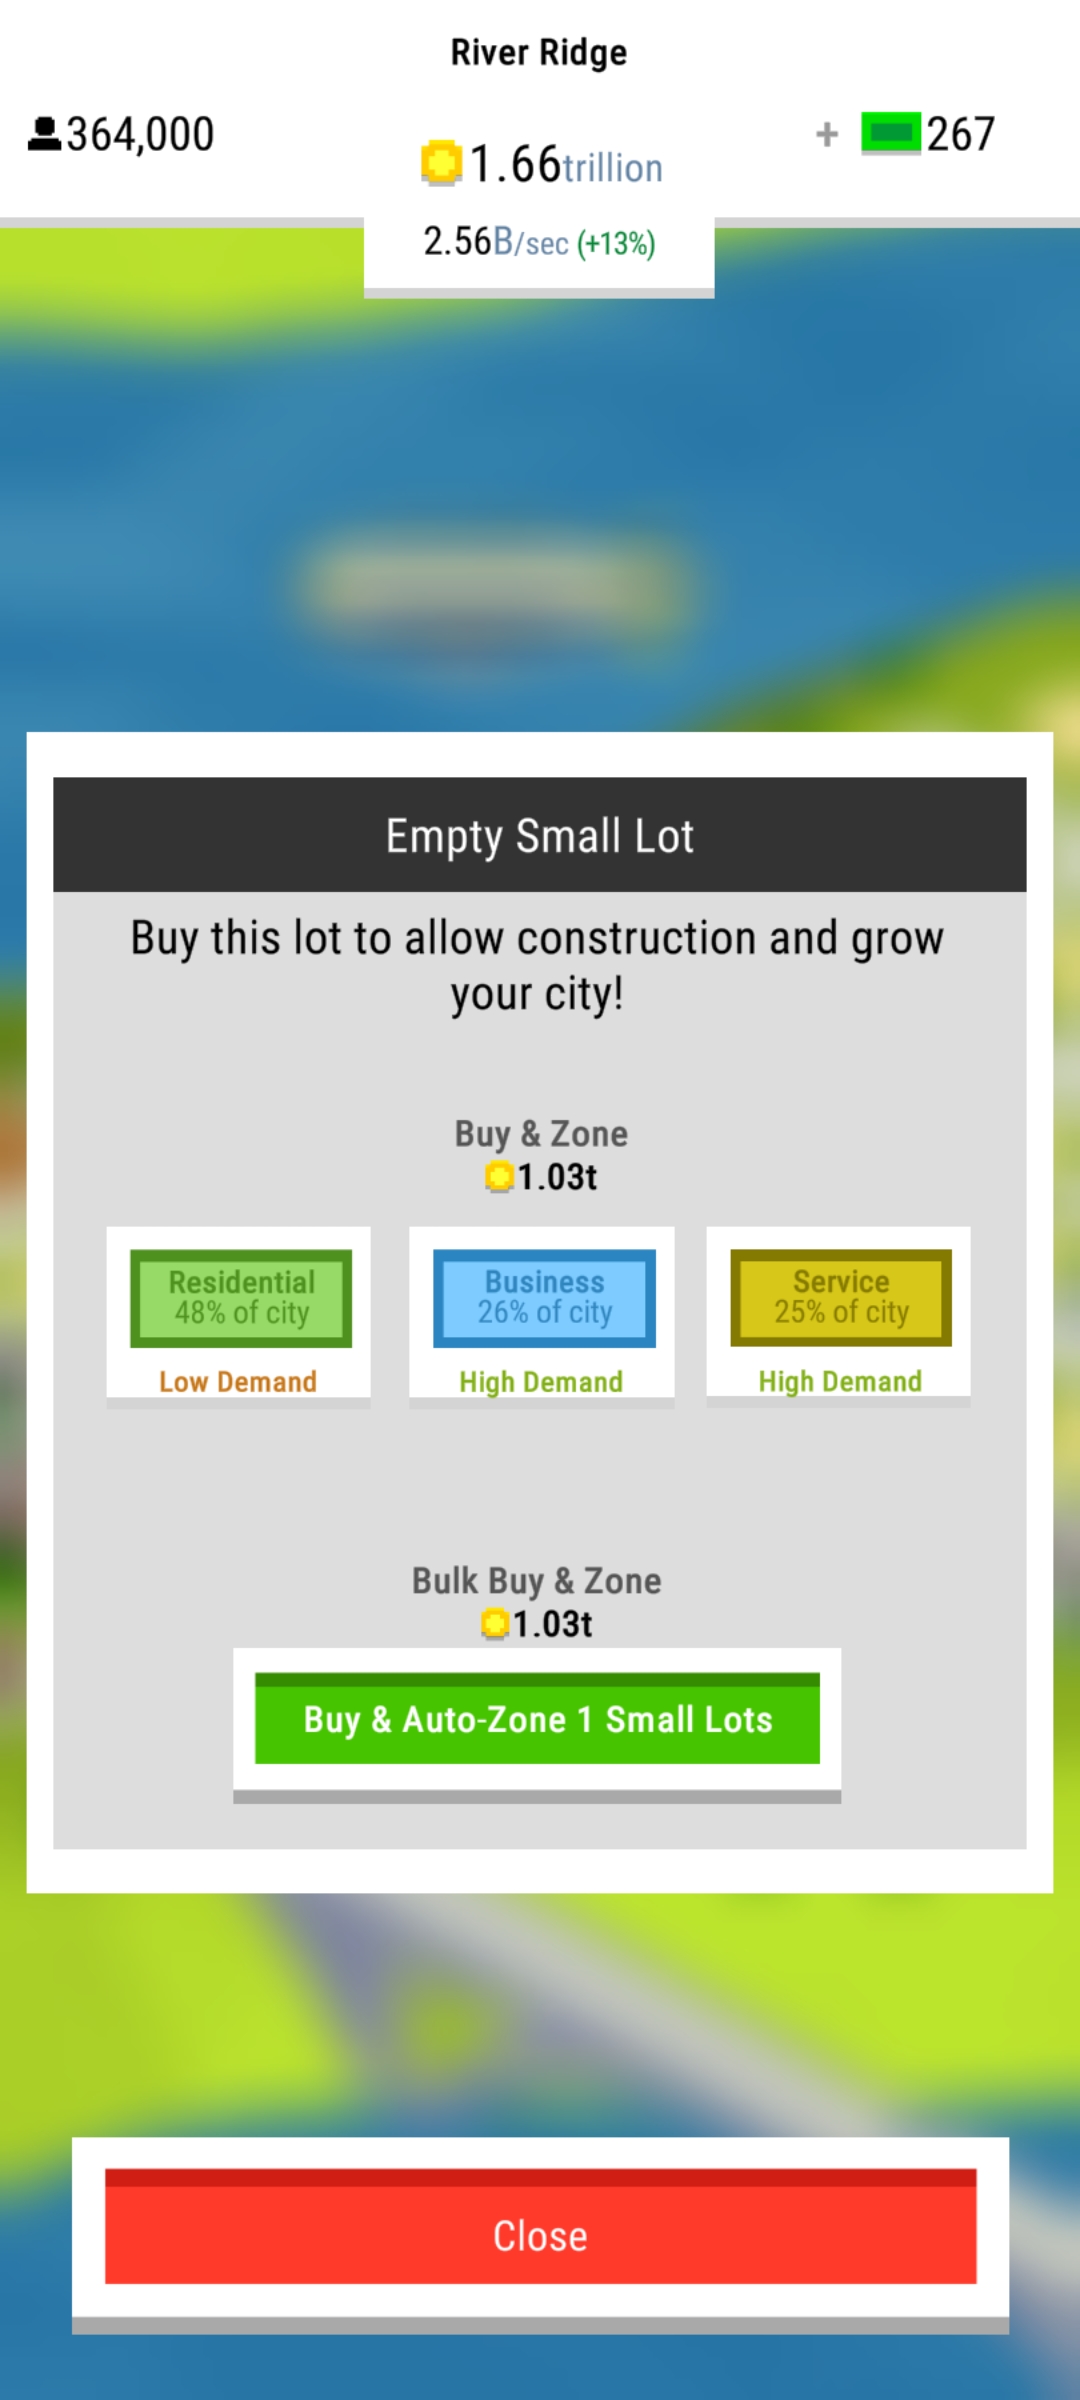 River Ridge
364,000
1.66trillion
+ 267
2.56B/sec (+13%)
Empty Small Lot
Buy this lot to allow construction and grow
your city!
Buy & Zone
1.03t
Residential
48% of city
Low Demand
Business
26% of city
High Demand
Service
25% of city
High Demand
Bulk Buy & Zone
1.03t
Buy & Auto-Zone 1 Small Lots
Close